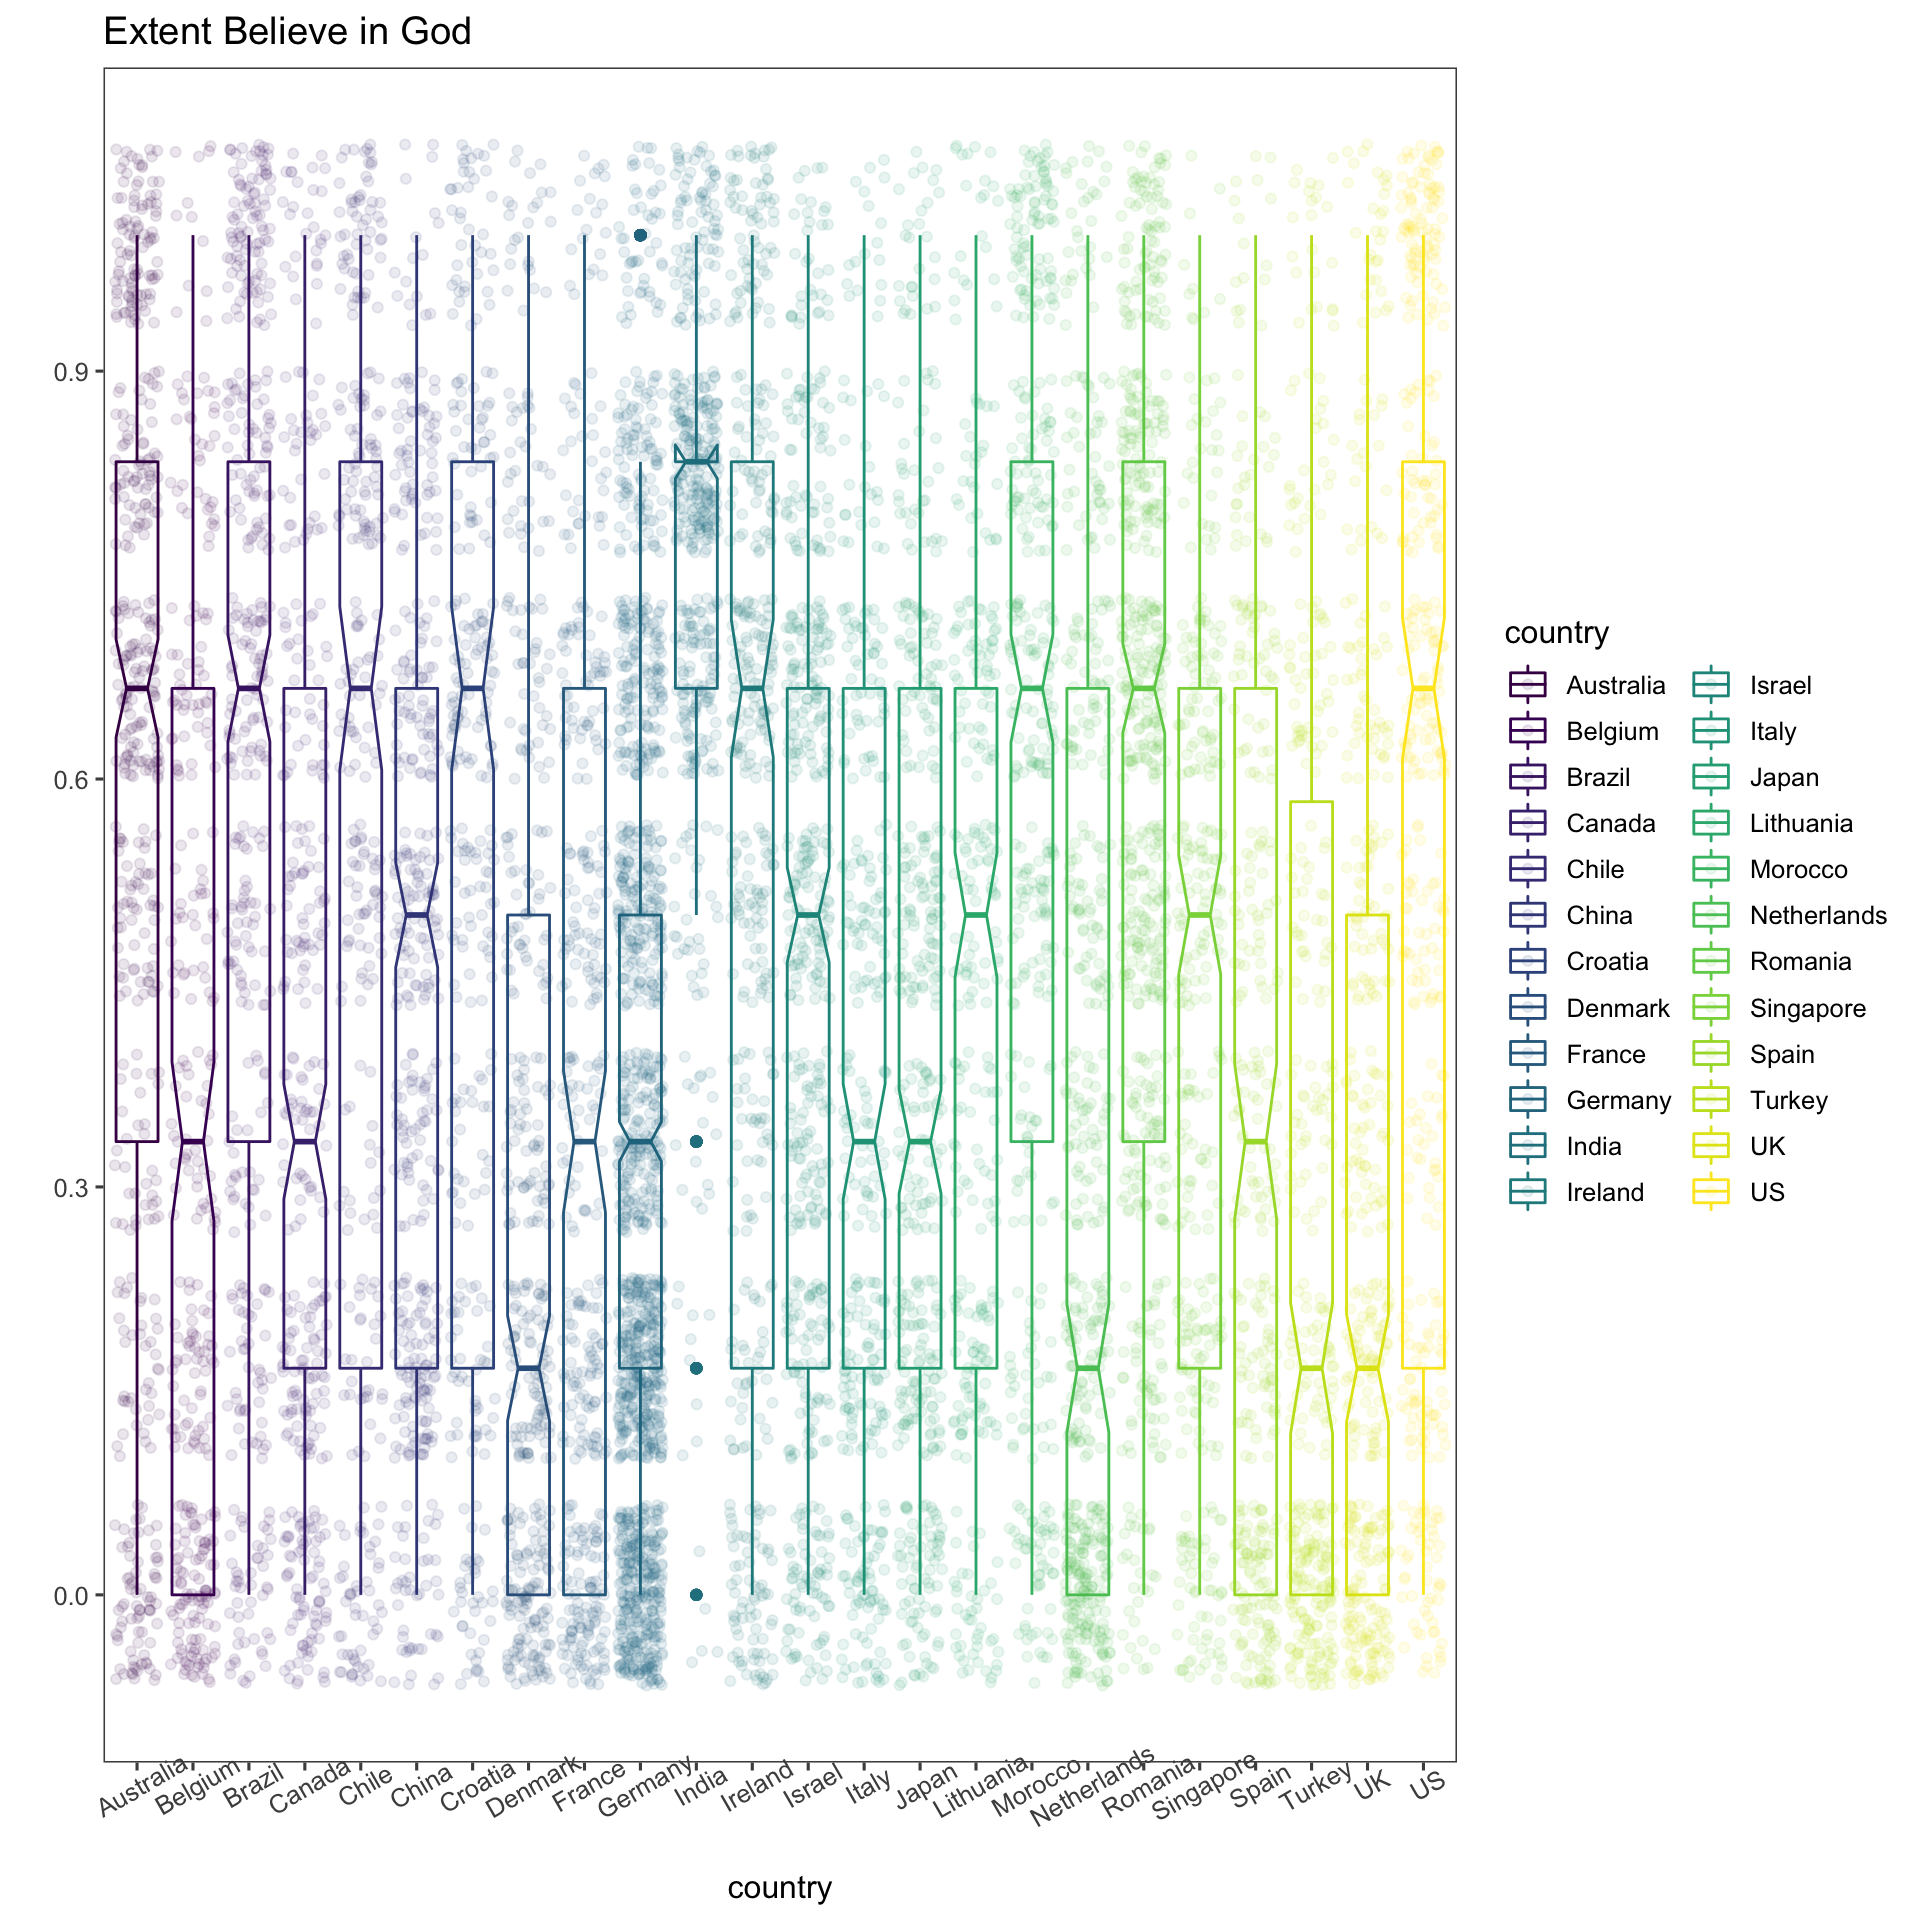 Extent Believe in God
0.9
0.6
0.3
0.0
Australia
Belgium
Brazil
Canada
Chile
China
Croatia
Denmark
France
Germany
India
Ireland
Israel
Italy
Japan
Lithuania
Morocco
Netherlands
Romania
Singapore
Spain
Turkey
UK
US
country
country
Australia Israel
Belgium Italy
Brazil Japan
Canada Lithuania
Chile Morocco
China Netherlands
Croatia Romania
Denmark Singapore
France Spain
Germany Turkey
India UK
Ireland US